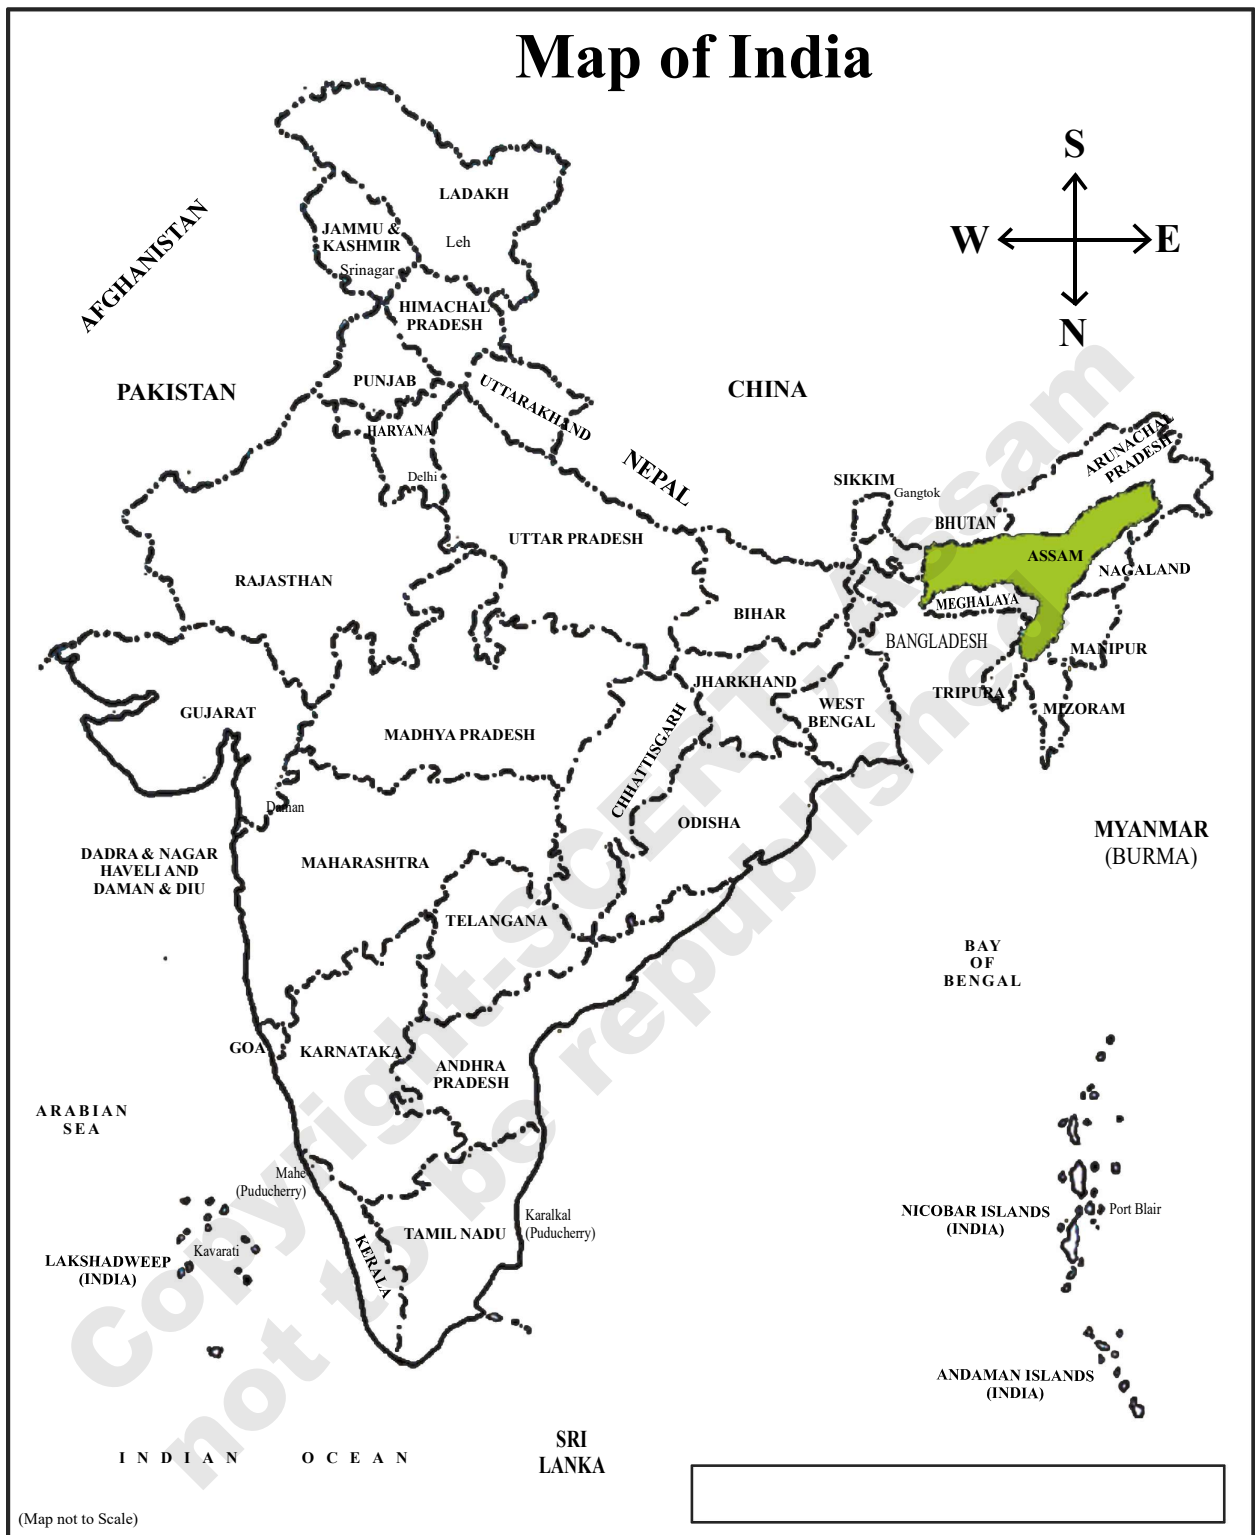 Map of India
S
W
E
N
LADAKH
JAMMU &
KASHMIR
Leh
Srinagar
AFGHANISTAN
HIMACHAL
PRADESH
PUNJAB
UTTARAKHAND
PAKISTAN
CHINA
HARYANA
Delhi
NEPAL
ARUNACHAL
PRADESH
SIKKIM
Gangtok
BHUTAN
UTTAR PRADESH
ASSAM
NAGALAND
RAJASTHAN
MEGHALAYA
BIHAR
BANGLADESH
MANIPUR
JHARKHAND
TRIPURA
WEST
BENGAL
MIZORAM
GUJARAT
MADHYA PRADESH
CHHATTISGARH
Daman
ODISHA
MYANMAR
(BURMA)
DADRA & NAGAR
HAVELI AND
DAMAN & DIU
MAHARASHTRA
TELANGANA
BAY
OF
BENGAL
GOA
KARNATAKA
ANDHRA
PRADESH
ARABIAN
SEA
Mahe
(Puducherry)
Karalkal
(Puducherry)
TAMIL NADU
KERALA
NICOBAR ISLANDS
(INDIA)
Port Blair
Kavarati
LAKSHADWEEP
(INDIA)
ANDAMAN ISLANDS
(INDIA)
INDIAN OCEAN
SRI
LANKA
(Map not to Scale)
Copyright-SCERT, Assam
not to be republished